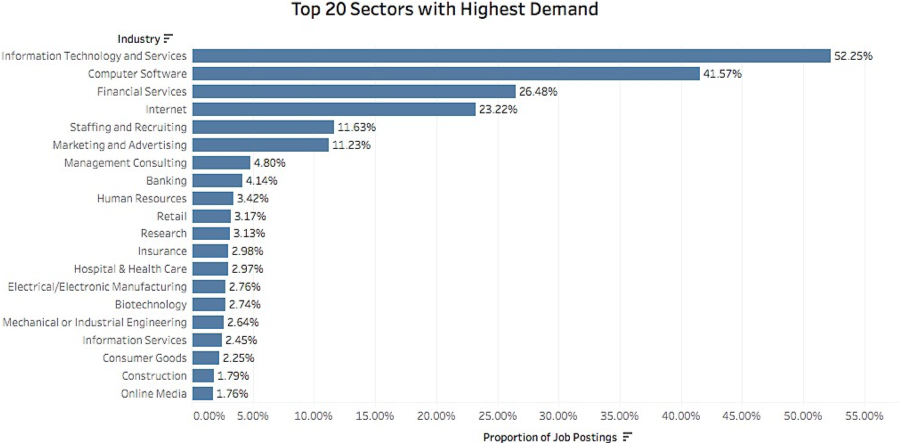 Top 20 Sectors with Highest Demand
Industry
Information Technology and Services 52.25%
Computer Software 41.57%
Financial Services 26.48%
Internet 23.22%
Staffing and Recruiting 11.63%
Marketing and Advertising 11.23%
Management Consulting 4.80%
Banking 4.14%
Human Resources 3.42%
Retail 3.17%
Research 3.13%
Insurance 2.98%
Hospital & Health Care 2.97%
Electrical/Electronic Manufacturing 2.76%
Biotechnology 2.74%
Mechanical or Industrial Engineering 2.64%
Information Services 2.45%
Consumer Goods 2.25%
Construction 1.79%
Online Media 1.76%
0.00% 5.00% 10.00% 15.00% 20.00% 25.00% 30.00% 35.00% 40.00% 45.00% 50.00% 55.00%
Proportion of Job Postings